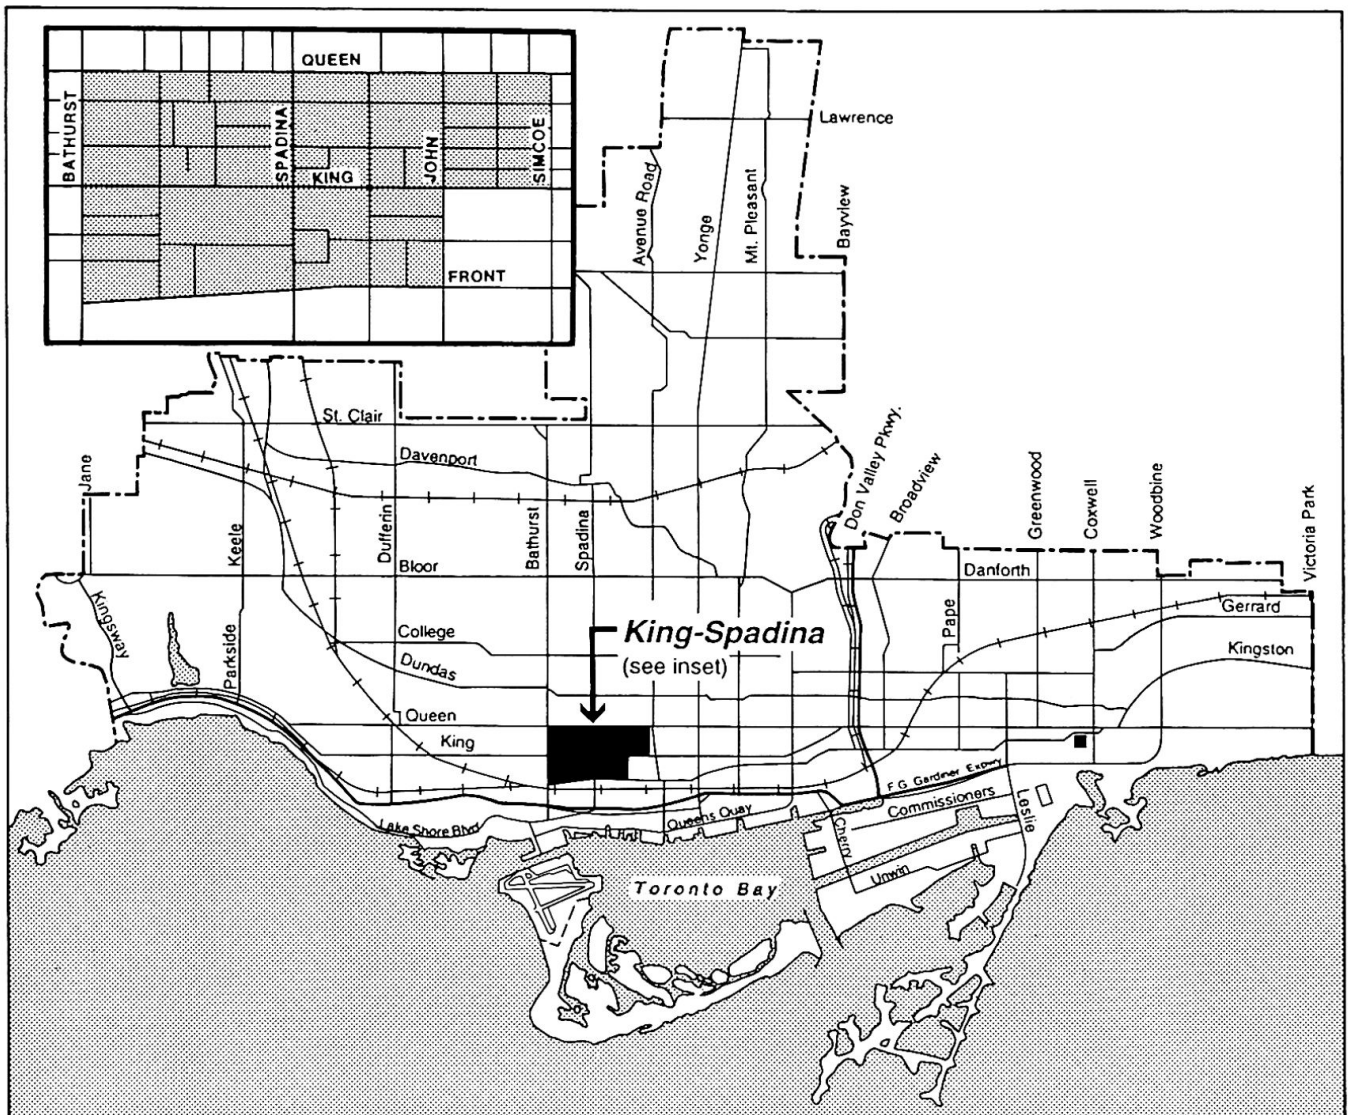 QUEEN
BATHURST
SPADINA
KING
JOHN
SIMCOE
FRONT
Lawrence
Avenue Road
Yonge
Mt. Pleasant
Bayview
St. Clair
Davenport
Jane
Keele
Dufferin
Bathurst
Spadina
Don Valley Pkwy.
Broadview
Greenwood
Coxwell
Woodbine
Victoria Park
Bloor
Danforth
Kingsway
Parkside
College
Dundas
King-Spadina
(see inset)
Pape
Gerrard
Kingston
Queen
King
F G Gardiner Expwy
Lake Shore Blvd
Queens Quay
Cherry
Commissioners
Leslie
Unwin
Toronto Bay